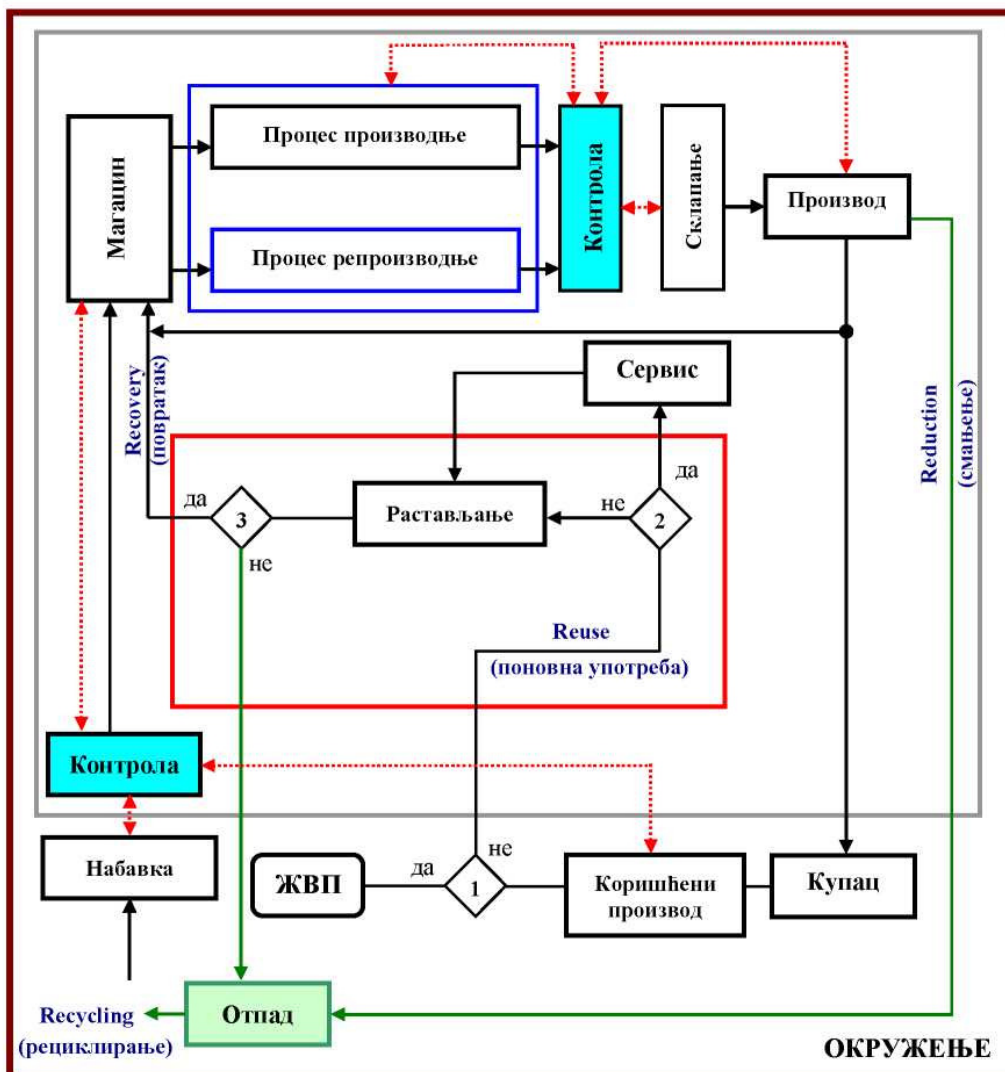 Процес производње
Магацин
Контрола
Склапање
Производ
Процес репроизводње
Recovery
(повратак)
Сервис
Reduction
(смањење)
да
да
3
Растављање
не
2
не
Reuse
(поновна употреба)
Контрола
Набавка
ЖВП
да
не
1
Коришћени
производ
Купац
Recycling
(рециклирање)
Отпад
ОКРУЖЕЊЕ